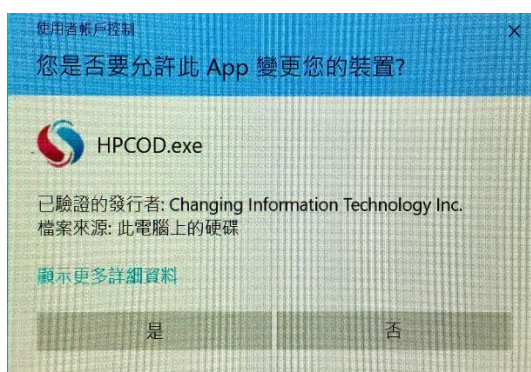 使用者帳戶控制
您是否要允許此 App 變更您的裝置?
HPCOD.exe
已驗證的發行者: Changing Information Technology Inc.
檔案來源: 此電腦上的硬碟
顯示更多詳細資料
是
否